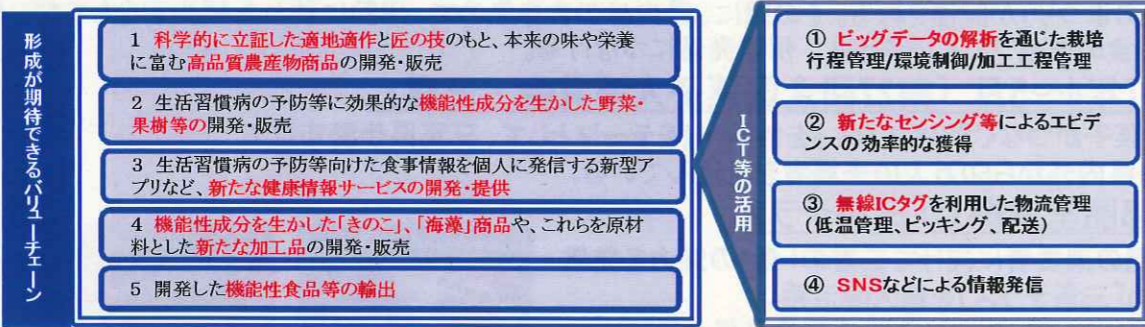 形成が期待できるバリューチェーン
1 科学的に立証した適地適作と匠の技のもと、本来の味や栄養
に富む高品質農産物商品の開発・販売
2 生活習慣病の予防等に効果的な機能性成分を生かした野菜・
果樹等の開発・販売
3 生活習慣病の予防等向けた食事情報を個人に発信する新型ア
プリなど、新たな健康情報サービスの開発・提供
4 機能性成分を生かした「きのこ」、「海藻」商品や、これらを原材
料とした新たな加工品の開発・販売
5 開発した機能性食品等の輸出
ICT等の活用
① ビッグデータの解析を通じた栽培
行程管理/環境制御/加工工程管理
② 新たなセンシング等によるエビデ
ンスの効率的な獲得
③ 無線ICタグを利用した物流管理
(低温管理、ピッキング、配送)
④ SNSなどによる情報発信